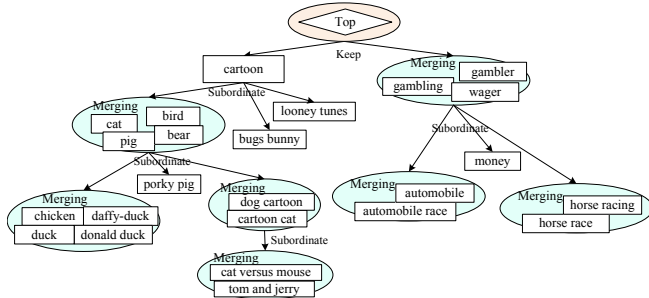 Top
Keep
cartoon
Merging
gambler
gambling
wager
Subordinate
Merging
bird
cat
bear
pig
looney tunes
bugs bunny
Subordinate
money
Subordinate
porky pig
Merging
automobile
automobile race
Merging
horse racing
horse race
Merging
chicken
daffy-duck
duck
donald duck
Merging
dog cartoon
cartoon cat
Subordinate
Merging
cat versus mouse
tom and jerry